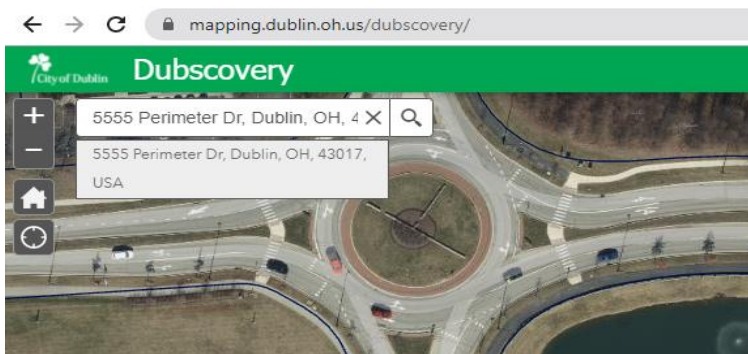 mapping.dublin.oh.us/dubscovery/
City of Dublin Dubscovery
5555 Perimeter Dr, Dublin, OH, 4
5555 Perimeter Dr, Dublin, OH, 43017,
USA